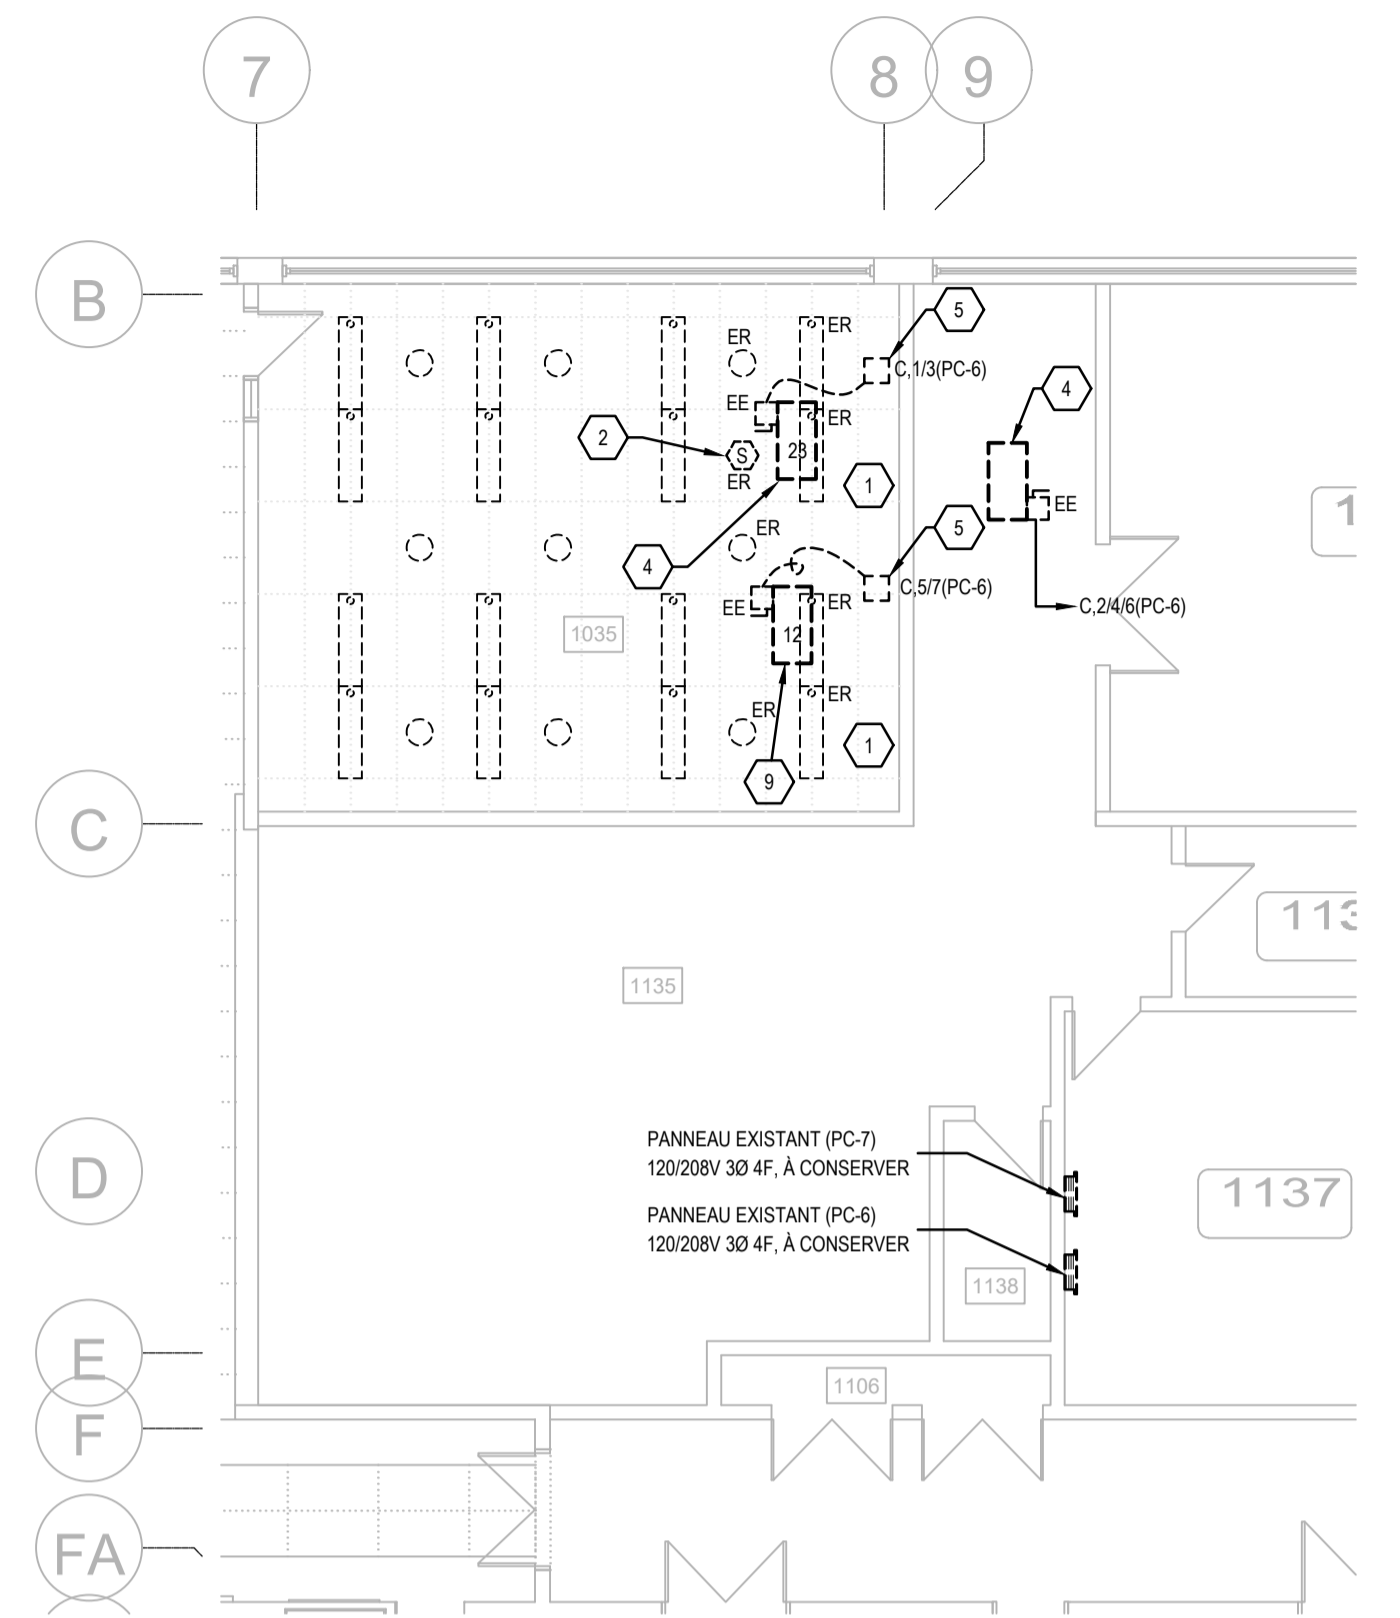 7
8
9
B
5
ER
ER
C,1/3(PC-6)
4
EE
ER
2
S
23
ER
1
EE
1
5
ER
4
C,5/7(PC-6)
EE
ER
C,2/4/6(PC-6)
12
1035
ER
ER
1
9
C
113
1135
PANNEAU EXISTANT (PC-7)
120/208V 3Ø 4F, À CONSERVER
D
1137
PANNEAU EXISTANT (PC-6)
120/208V 3Ø 4F, À CONSERVER
1138
E
1106
F
FA